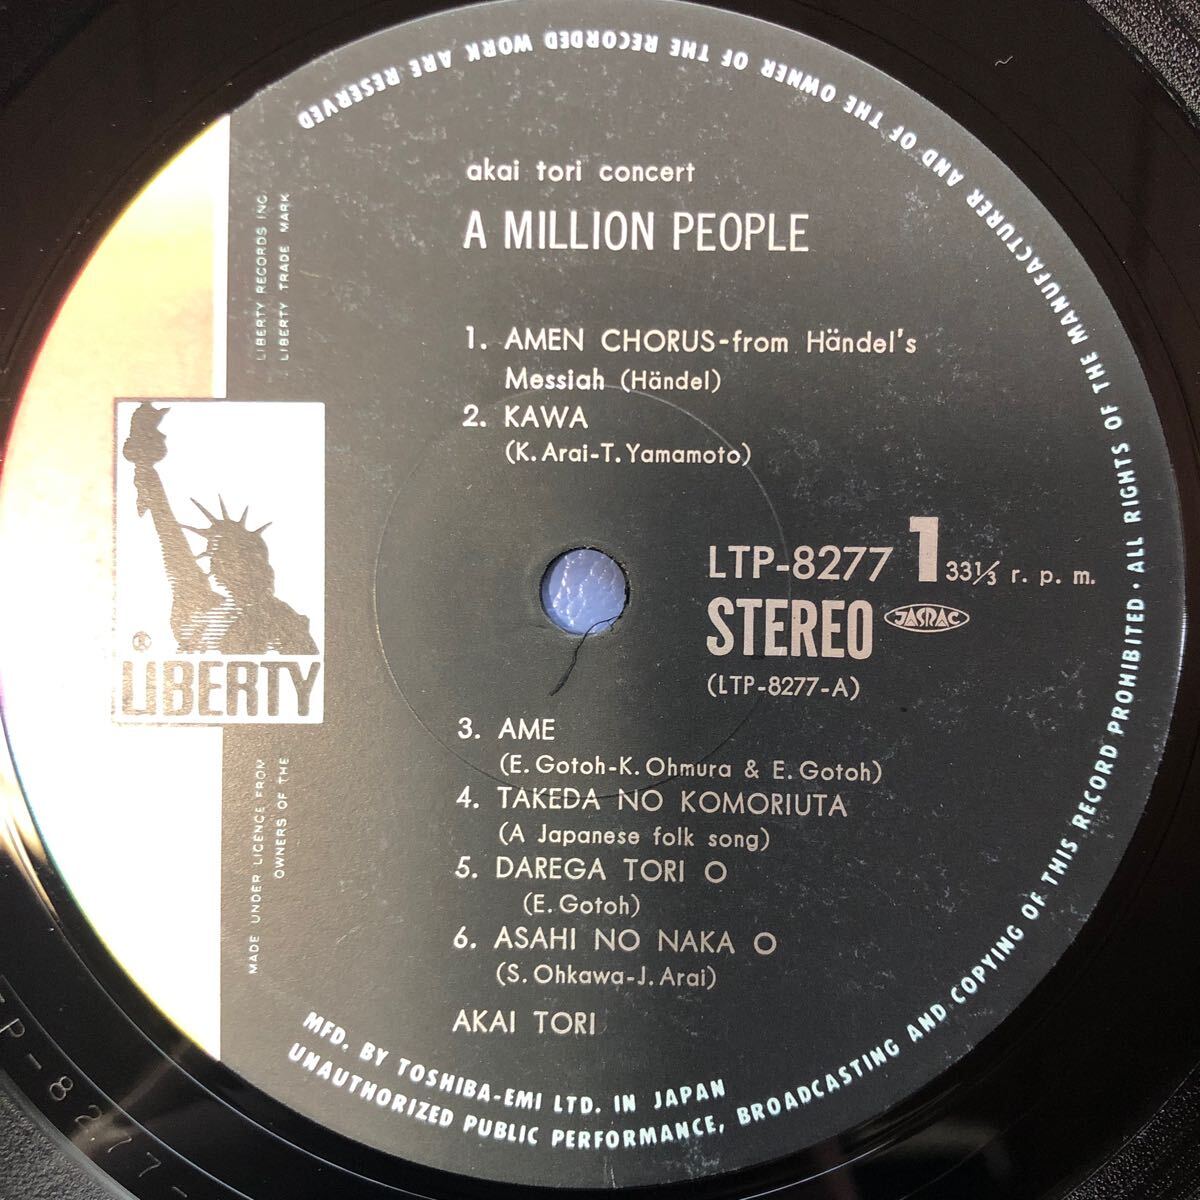 akai tori concert
A MILLION PEOPLE
1. AMEN CHORUS-from Händel's
Messiah (Händel)
2. KAWA
(K. Arai-T. Yamamoto)
LTP-8277 1 33⅓ r. p. m.
STEREO JASRAC
(LTP-8277-A)
3. AME
(E. Gotoh-K. Ohmura & E. Gotoh)
4. TAKEDA NO KOMORIUTA
(A Japanese folk song)
5. DAREGA TORI O
(E. Gotoh)
6. ASAHI NO NAKA O
(S. Ohkawa-J. Arai)
AKAI TORI
LIBERTY RECORDS INC.
LIBERTY TRADE MARK
®
LIBERTY
MADE UNDER LICENCE FROM
OWNERS OF THE
MFD. BY TOSHIBA-EMI LTD. IN JAPAN
UNAUTHORIZED PUBLIC PERFORMANCE, BROADCASTING AND COPYING OF THIS RECORD PROHIBITED · ALL RIGHTS OF THE MANUFACTURER AND OF THE OWNER OF THE RECORDED WORK ARE RESERVED
P-8277-